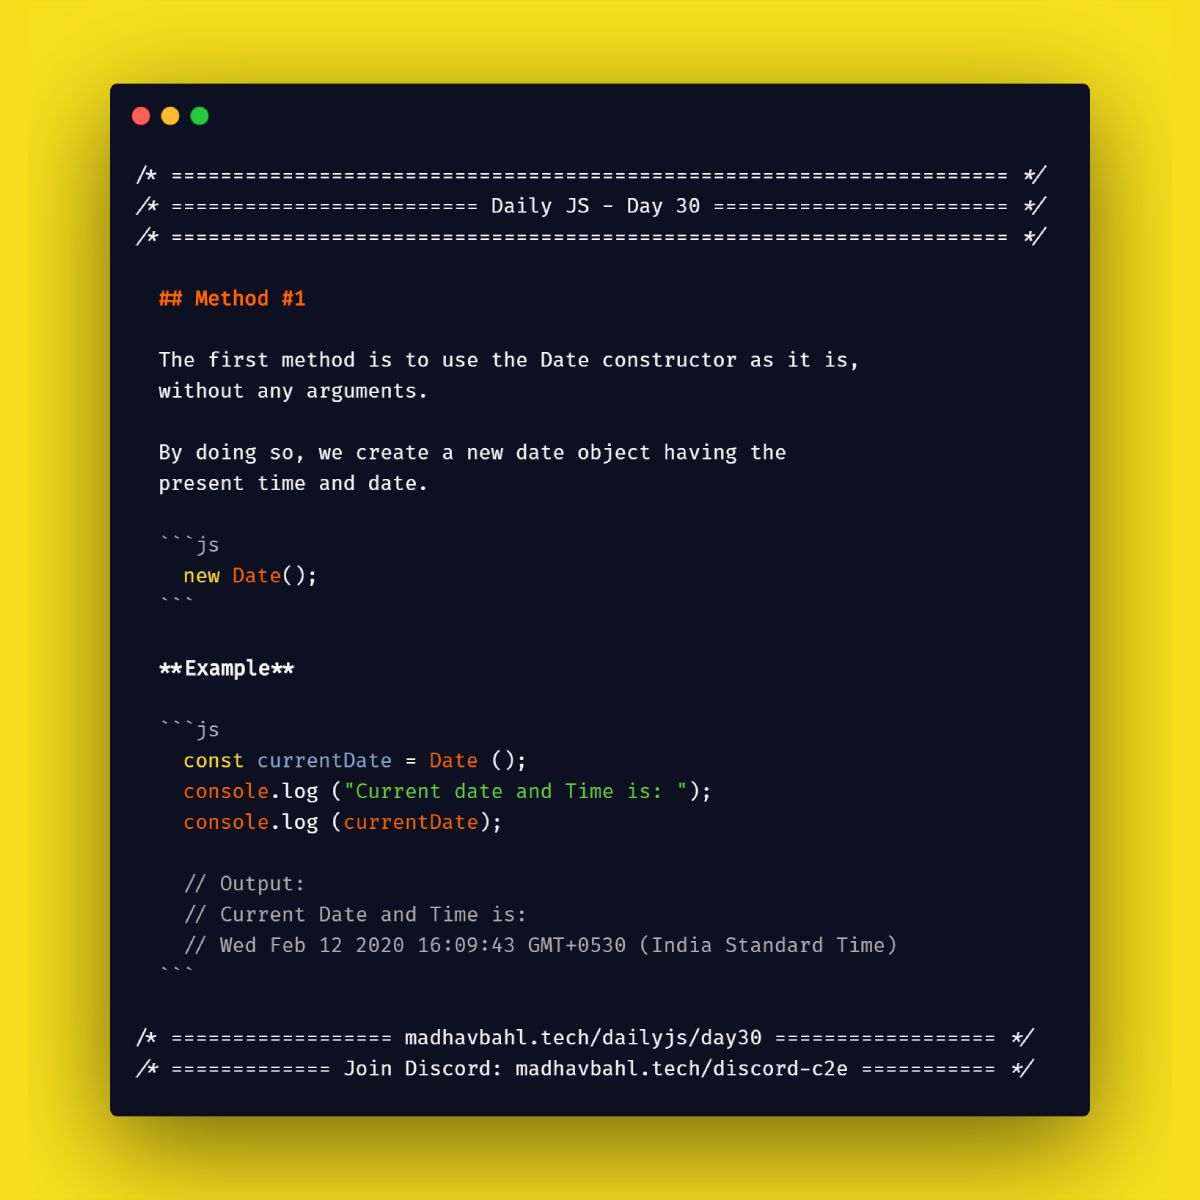 /* ==================================================================== */
/* ========================= Daily JS - Day 30 ======================== */
/* ==================================================================== */
## Method #1
The first method is to use the Date constructor as it is,
without any arguments.
By doing so, we create a new date object having the
present time and date.
```js
new Date();
```
**Example**
```js
const currentDate = Date ();
console.log ("Current date and Time is: ");
console.log (currentDate);
// Output:
// Current Date and Time is:
// Wed Feb 12 2020 16:09:43 GMT+0530 (India Standard Time)
```
/* ================== madhavbahl.tech/dailyjs/day30 ================== */
/* ============= Join Discord: madhavbahl.tech/discord-c2e =========== */